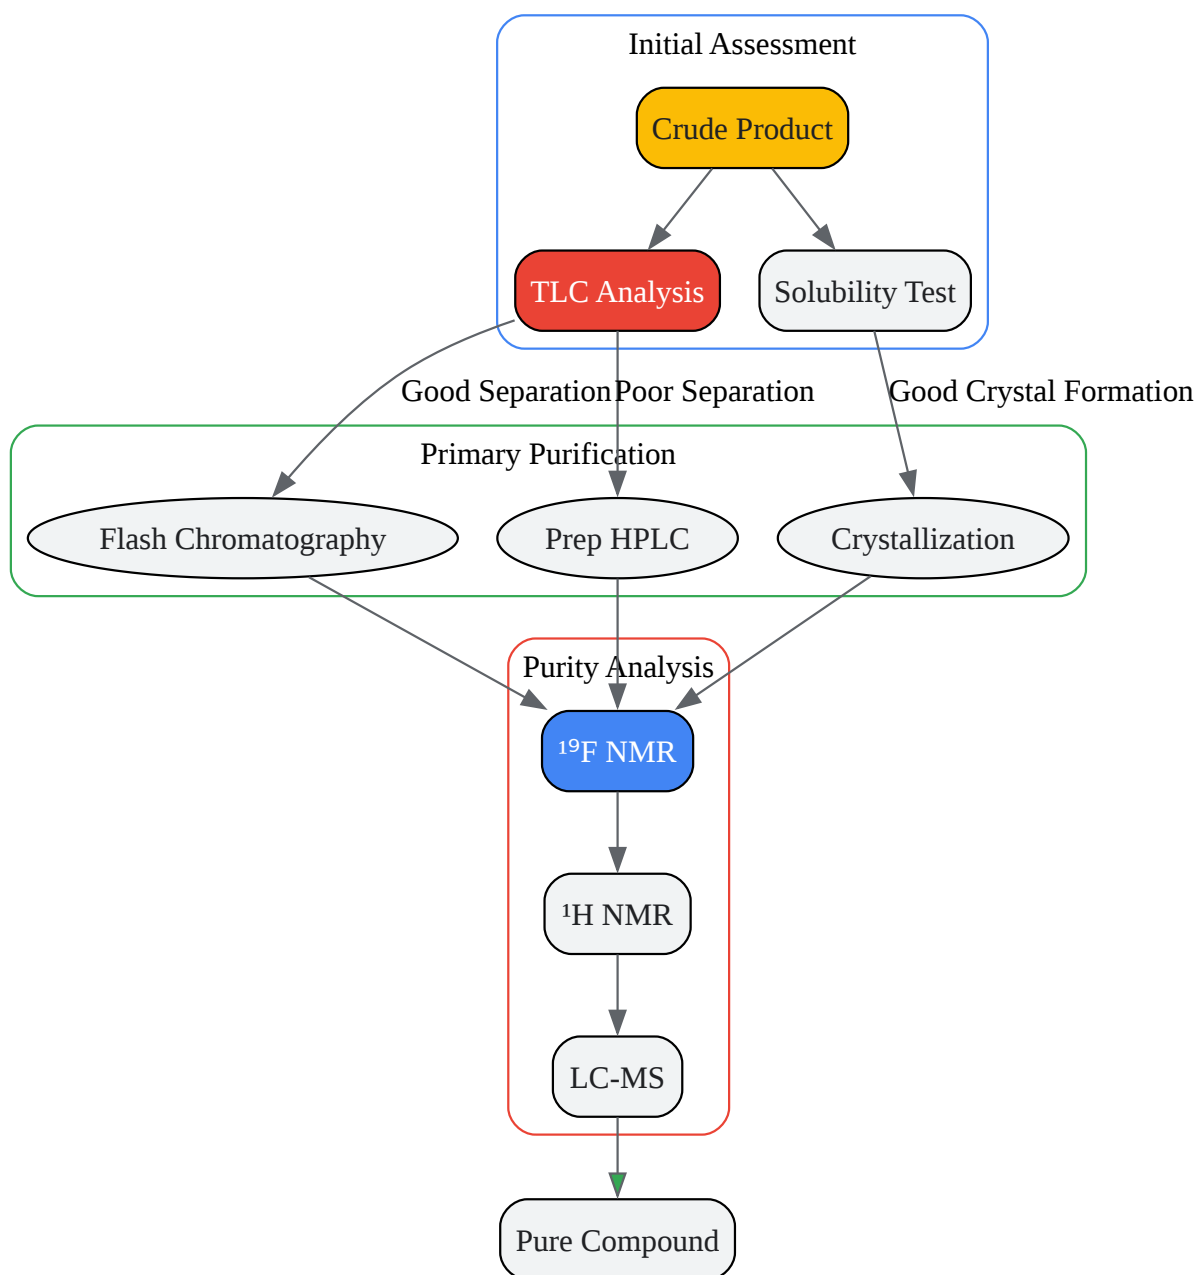 Initial Assessment
Crude Product
TLC Analysis
Solubility Test
Good Separation
Poor Separation
Good Crystal Formation
Primary Purification
Flash Chromatography
Prep HPLC
Crystallization
Purity Analysis
¹⁹F NMR
¹H NMR
LC-MS
Pure Compound